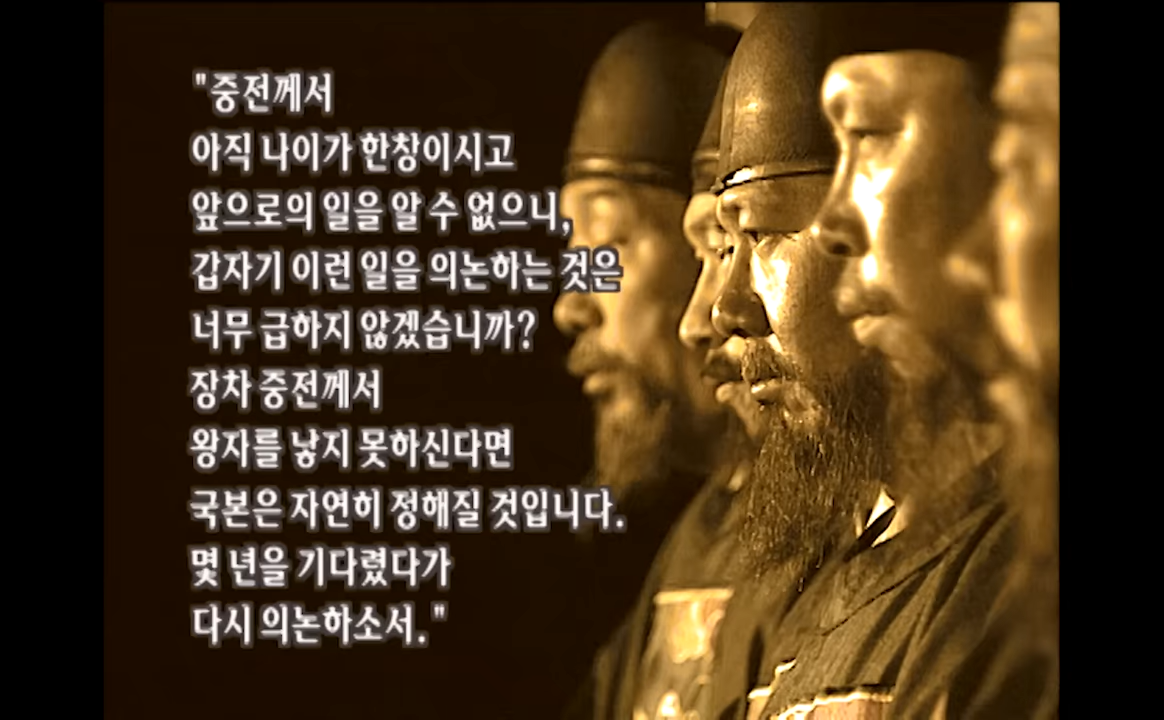 "중전께서
아직 나이가 한창이시고
앞으로의 일을 알 수 없으니,
갑자기 이런 일을 의논하는 것은
너무 급하지 않겠습니까?
장차 중전께서
왕자를 낳지 못하신다면
국본은 자연히 정해질 것입니다.
몇 년을 기다렸다가
다시 의논하소서."